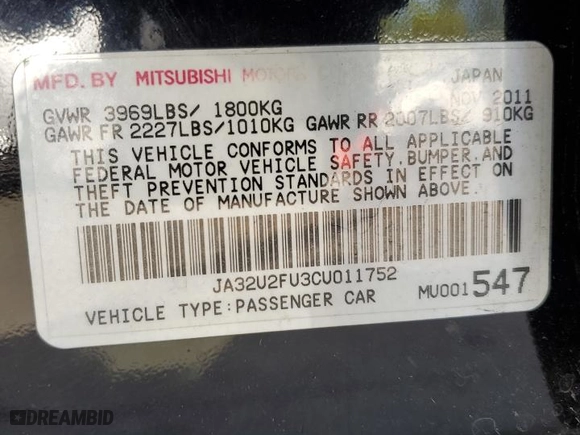 MFD. BY MITSUBISHI MOTORS JAPAN
GVWR 3969LBS/ 1800KG NOV 2011
GAWR FR 2227LBS/1010KG GAWR RR 2007LBS/ 910KG
THIS VEHICLE CONFORMS TO ALL APPLICABLE
FEDERAL MOTOR VEHICLE SAFETY, BUMPER, AND
THEFT PREVENTION STANDARDS IN EFFECT ON
THE DATE OF MANUFACTURE SHOWN ABOVE.
JA32U2FU3CU011752
VEHICLE TYPE:PASSENGER CAR MU001547
DREAMBID